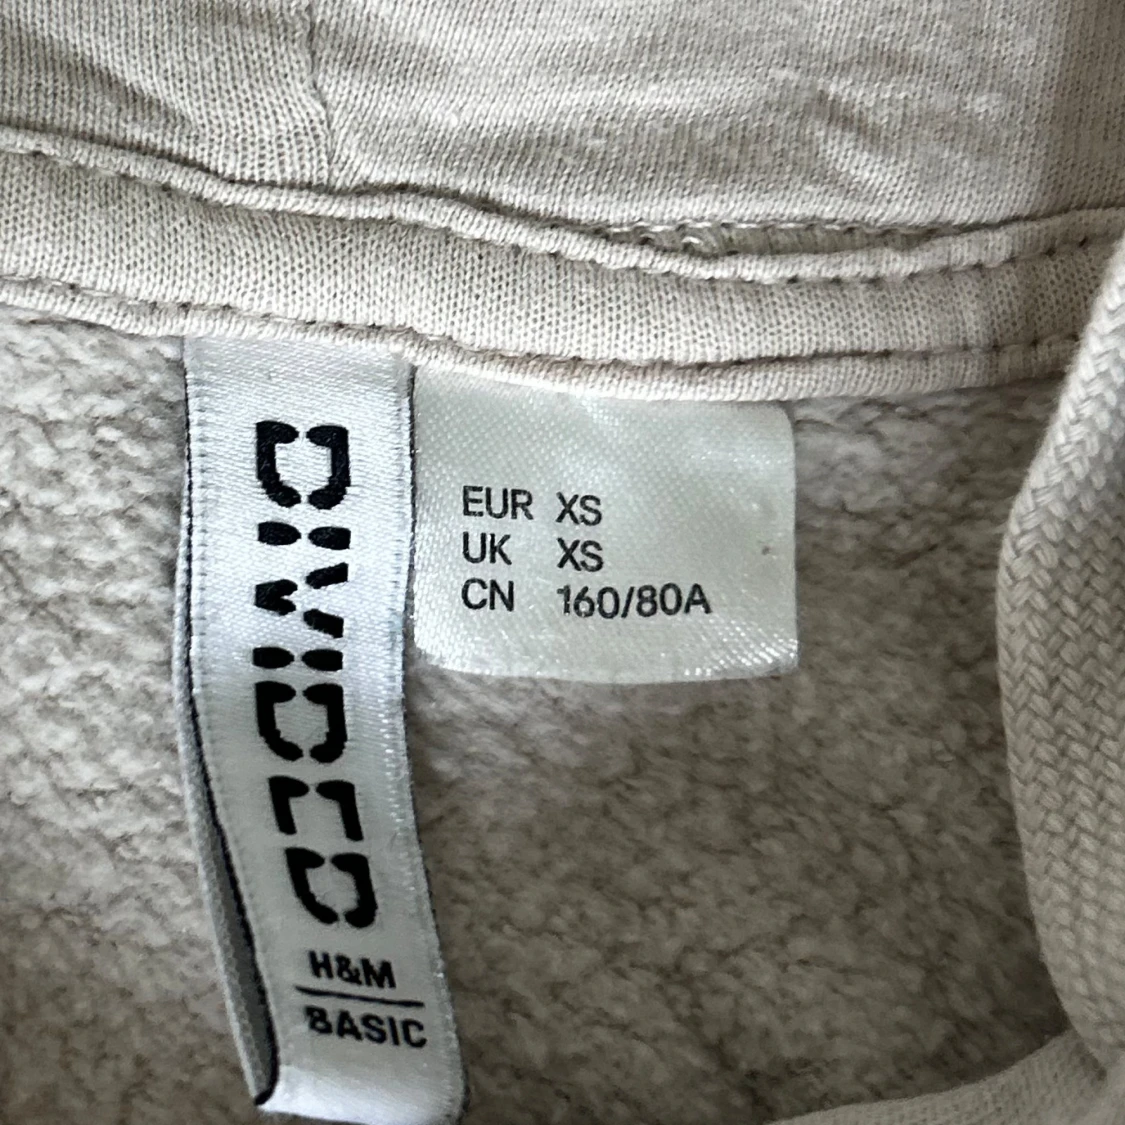 DIVIDED
H&M
BASIC
EUR XS
UK XS
CN 160/80A